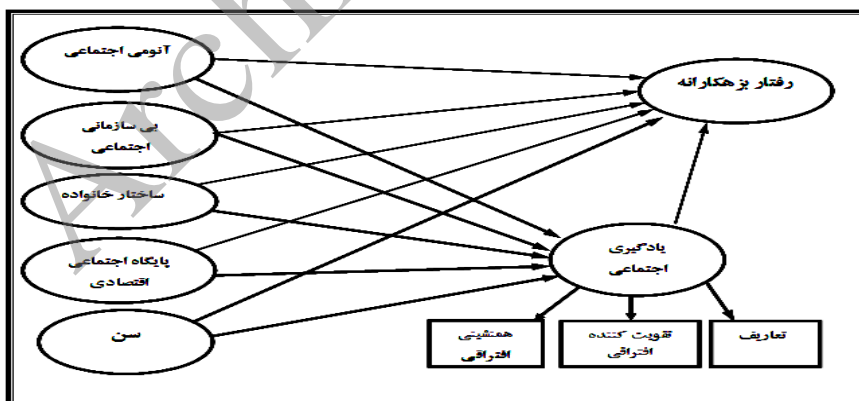 آنومی اجتماعی
رفتار بزهکارانه
بی سازمانی
اجتماعی
ساختار خانواده
پایگاه اجتماعی
اقتصادی
یادگیری
اجتماعی
سن
همنشینی
افتراقی
تقویت کننده
افتراقی
تعاریف
Archi